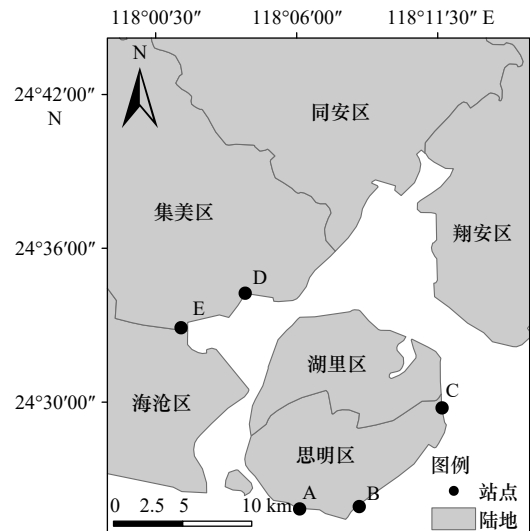 118°00′30″ 118°06′00″ 118°11′30″ E
N
24°42′00″
N
同安区
集美区
翔安区
24°36′00″
D
E
湖里区
C
24°30′00″
海沧区
思明区
图例
A
B
站点
0 2.5 5 10 km
陆地